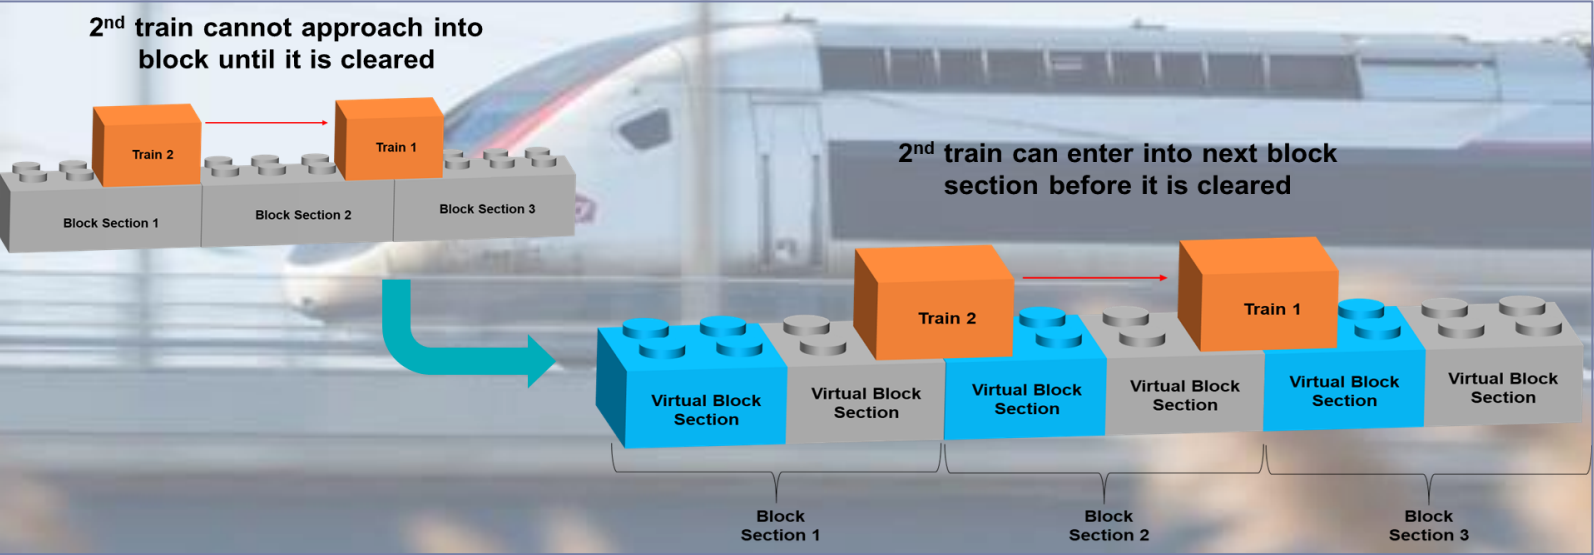 2nd train cannot approach into
block until it is cleared
Train 2
Train 1
Block Section 1
Block Section 2
Block Section 3
2nd train can enter into next block
section before it is cleared
Train 2
Train 1
Virtual Block
Section
Virtual Block
Section
Virtual Block
Section
Virtual Block
Section
Virtual Block
Section
Virtual Block
Section
Block
Section 1
Block
Section 2
Block
Section 3